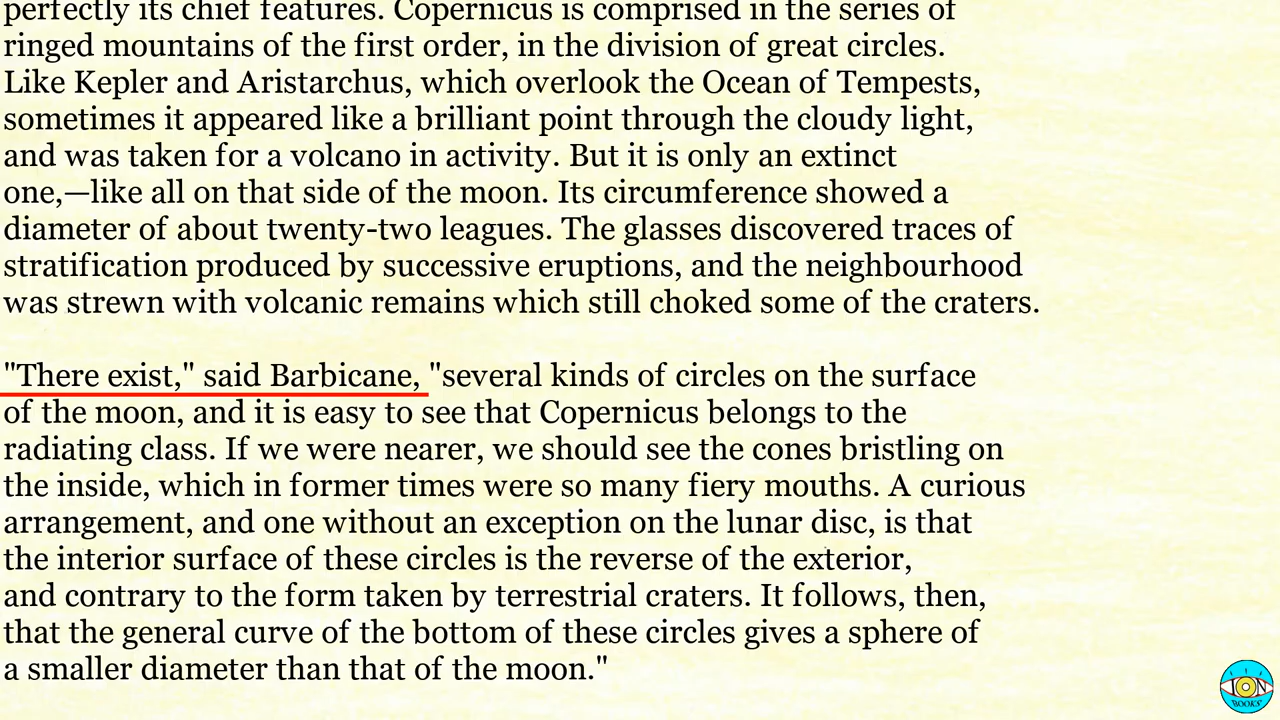 perfectly its chief features. Copernicus is comprised in the series of
ringed mountains of the first order, in the division of great circles.
Like Kepler and Aristarchus, which overlook the Ocean of Tempests,
sometimes it appeared like a brilliant point through the cloudy light,
and was taken for a volcano in activity. But it is only an extinct
one,—like all on that side of the moon. Its circumference showed a
diameter of about twenty-two leagues. The glasses discovered traces of
stratification produced by successive eruptions, and the neighbourhood
was strewn with volcanic remains which still choked some of the craters.
"There exist," said Barbicane, "several kinds of circles on the surface
of the moon, and it is easy to see that Copernicus belongs to the
radiating class. If we were nearer, we should see the cones bristling on
the inside, which in former times were so many fiery mouths. A curious
arrangement, and one without an exception on the lunar disc, is that
the interior surface of these circles is the reverse of the exterior,
and contrary to the form taken by terrestrial craters. It follows, then,
that the general curve of the bottom of these circles gives a sphere of
a smaller diameter than that of the moon."
ION
BOOKS